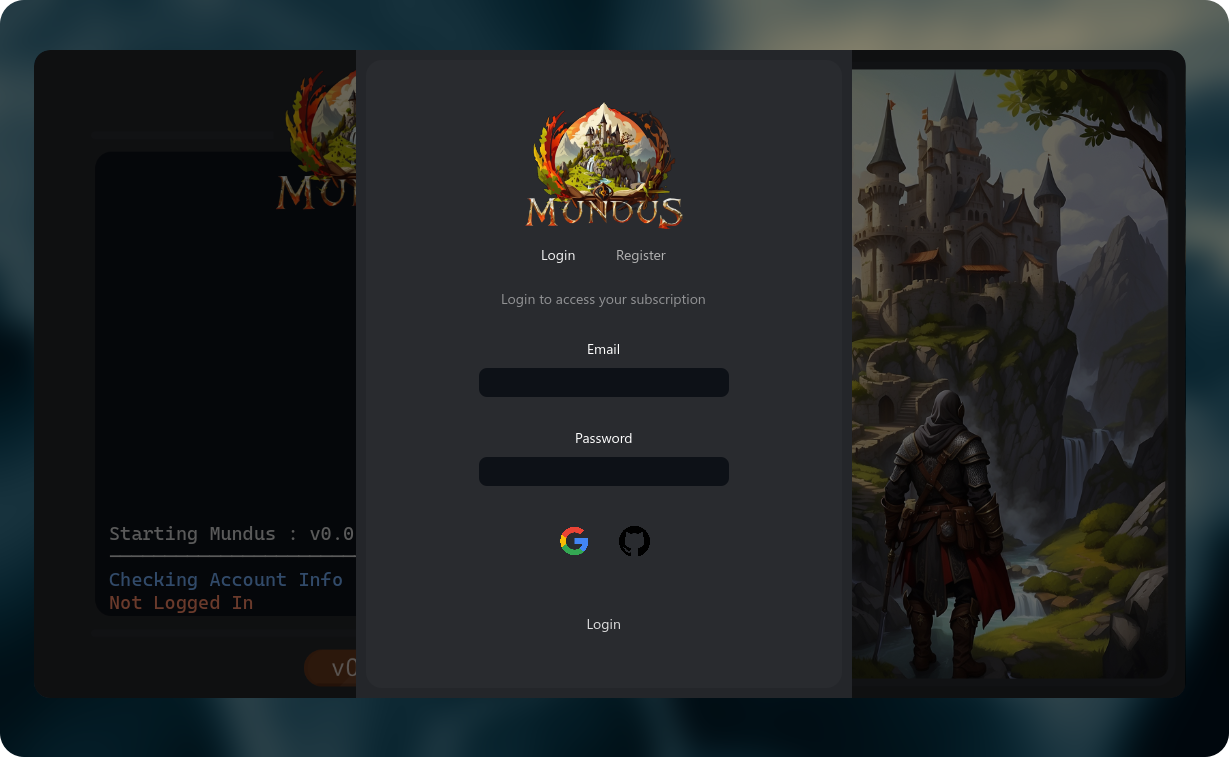 MUNDUS
Login Register
Login to access your subscription
Email
Password
Login
MU
Starting Mundus : v0.0
Checking Account Info
Not Logged In
v0